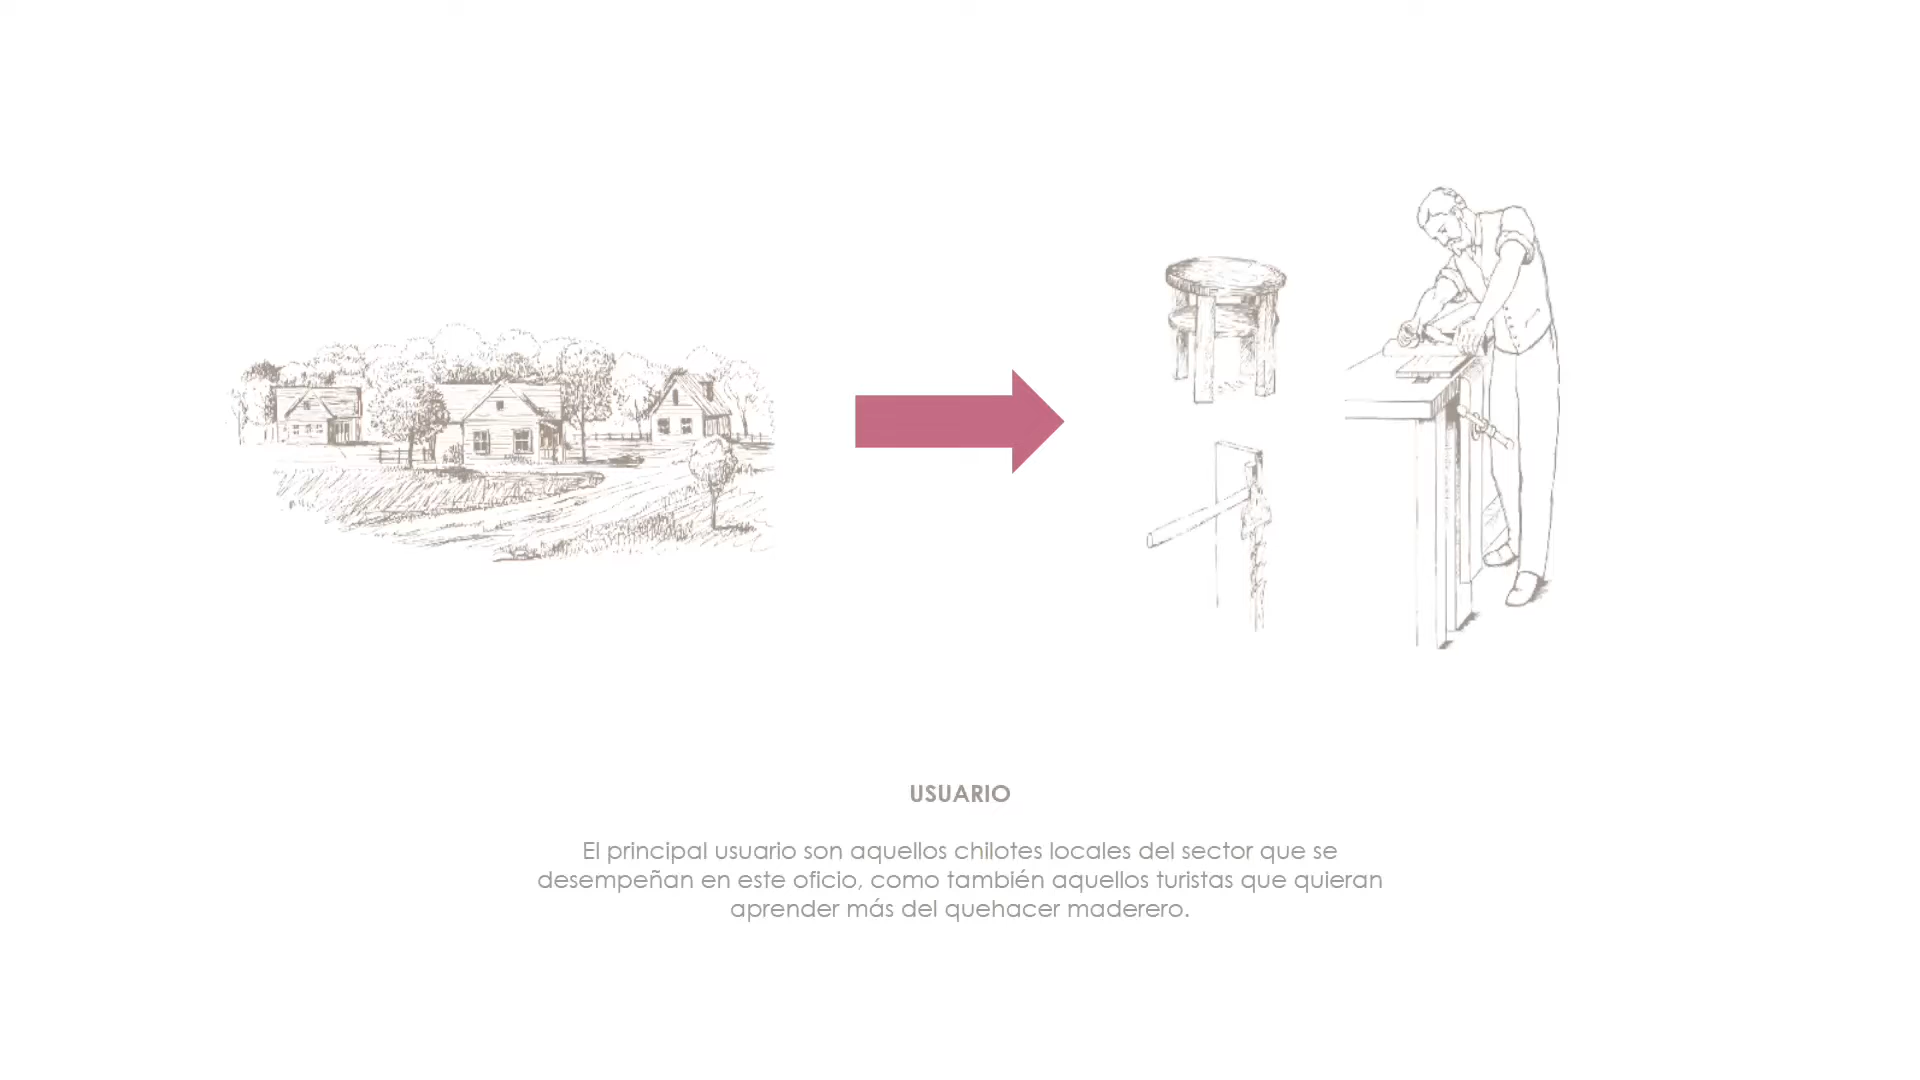 USUARIO
El principal usuario son aquellos chilotes locales del sector que se
desempeñan en este oficio, como también aquellos turistas que quieran
aprender más del quehacer maderero.